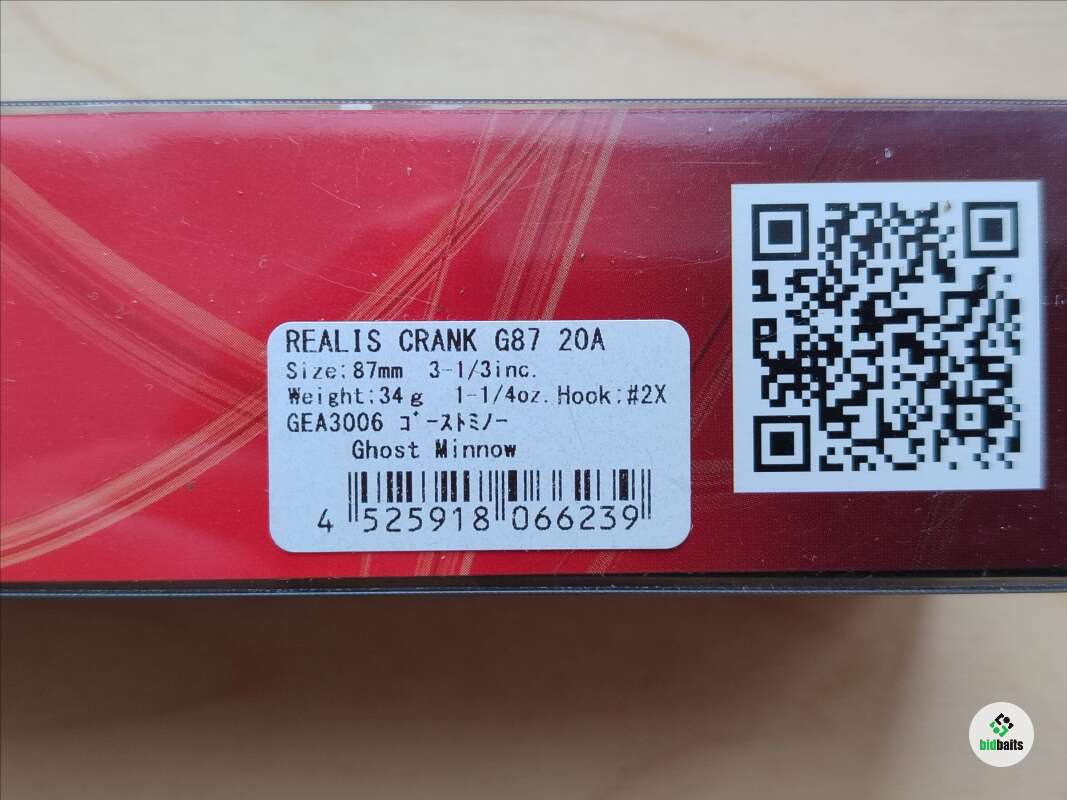 REALIS CRANK G87 20A
Size:87mm 3-1/3inc.
Weight:34g 1-1/4oz. Hook:#2X
GEA3006 ｺﾞｰｽﾄﾐﾉｰ
Ghost Minnow
4 525918 066239
bidbaits